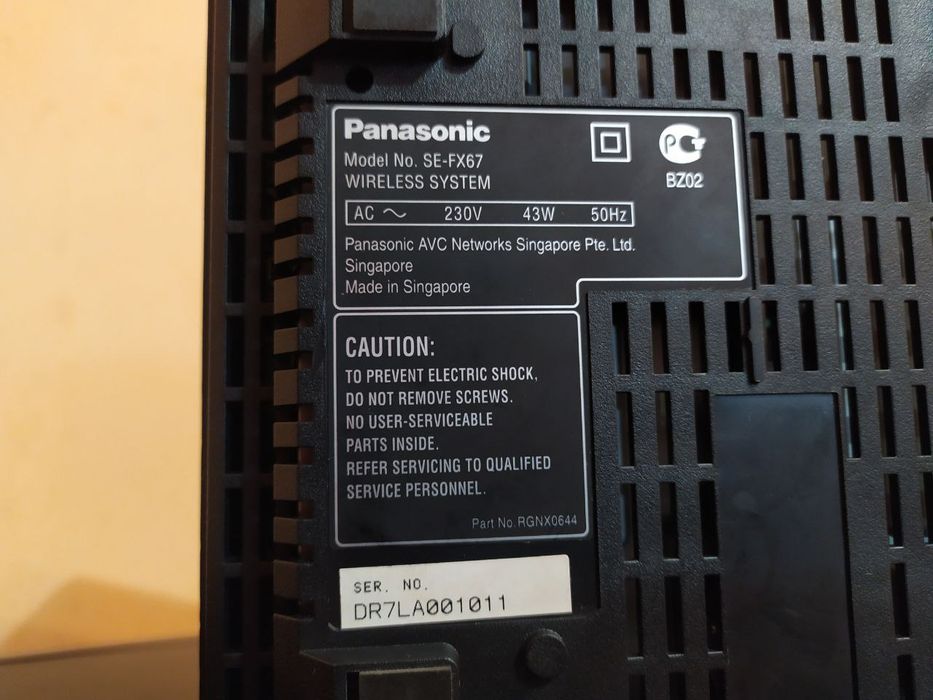 Panasonic
Model No. SE-FX67
WIRELESS SYSTEM
PG
BZ02
AC ∼ 230V 43W 50Hz
Panasonic AVC Networks Singapore Pte. Ltd.
Singapore
Made in Singapore
CAUTION:
TO PREVENT ELECTRIC SHOCK,
DO NOT REMOVE SCREWS.
NO USER-SERVICEABLE
PARTS INSIDE.
REFER SERVICING TO QUALIFIED
SERVICE PERSONNEL.
Part No. RGNX0644
SER. NO.
DR7LA001011